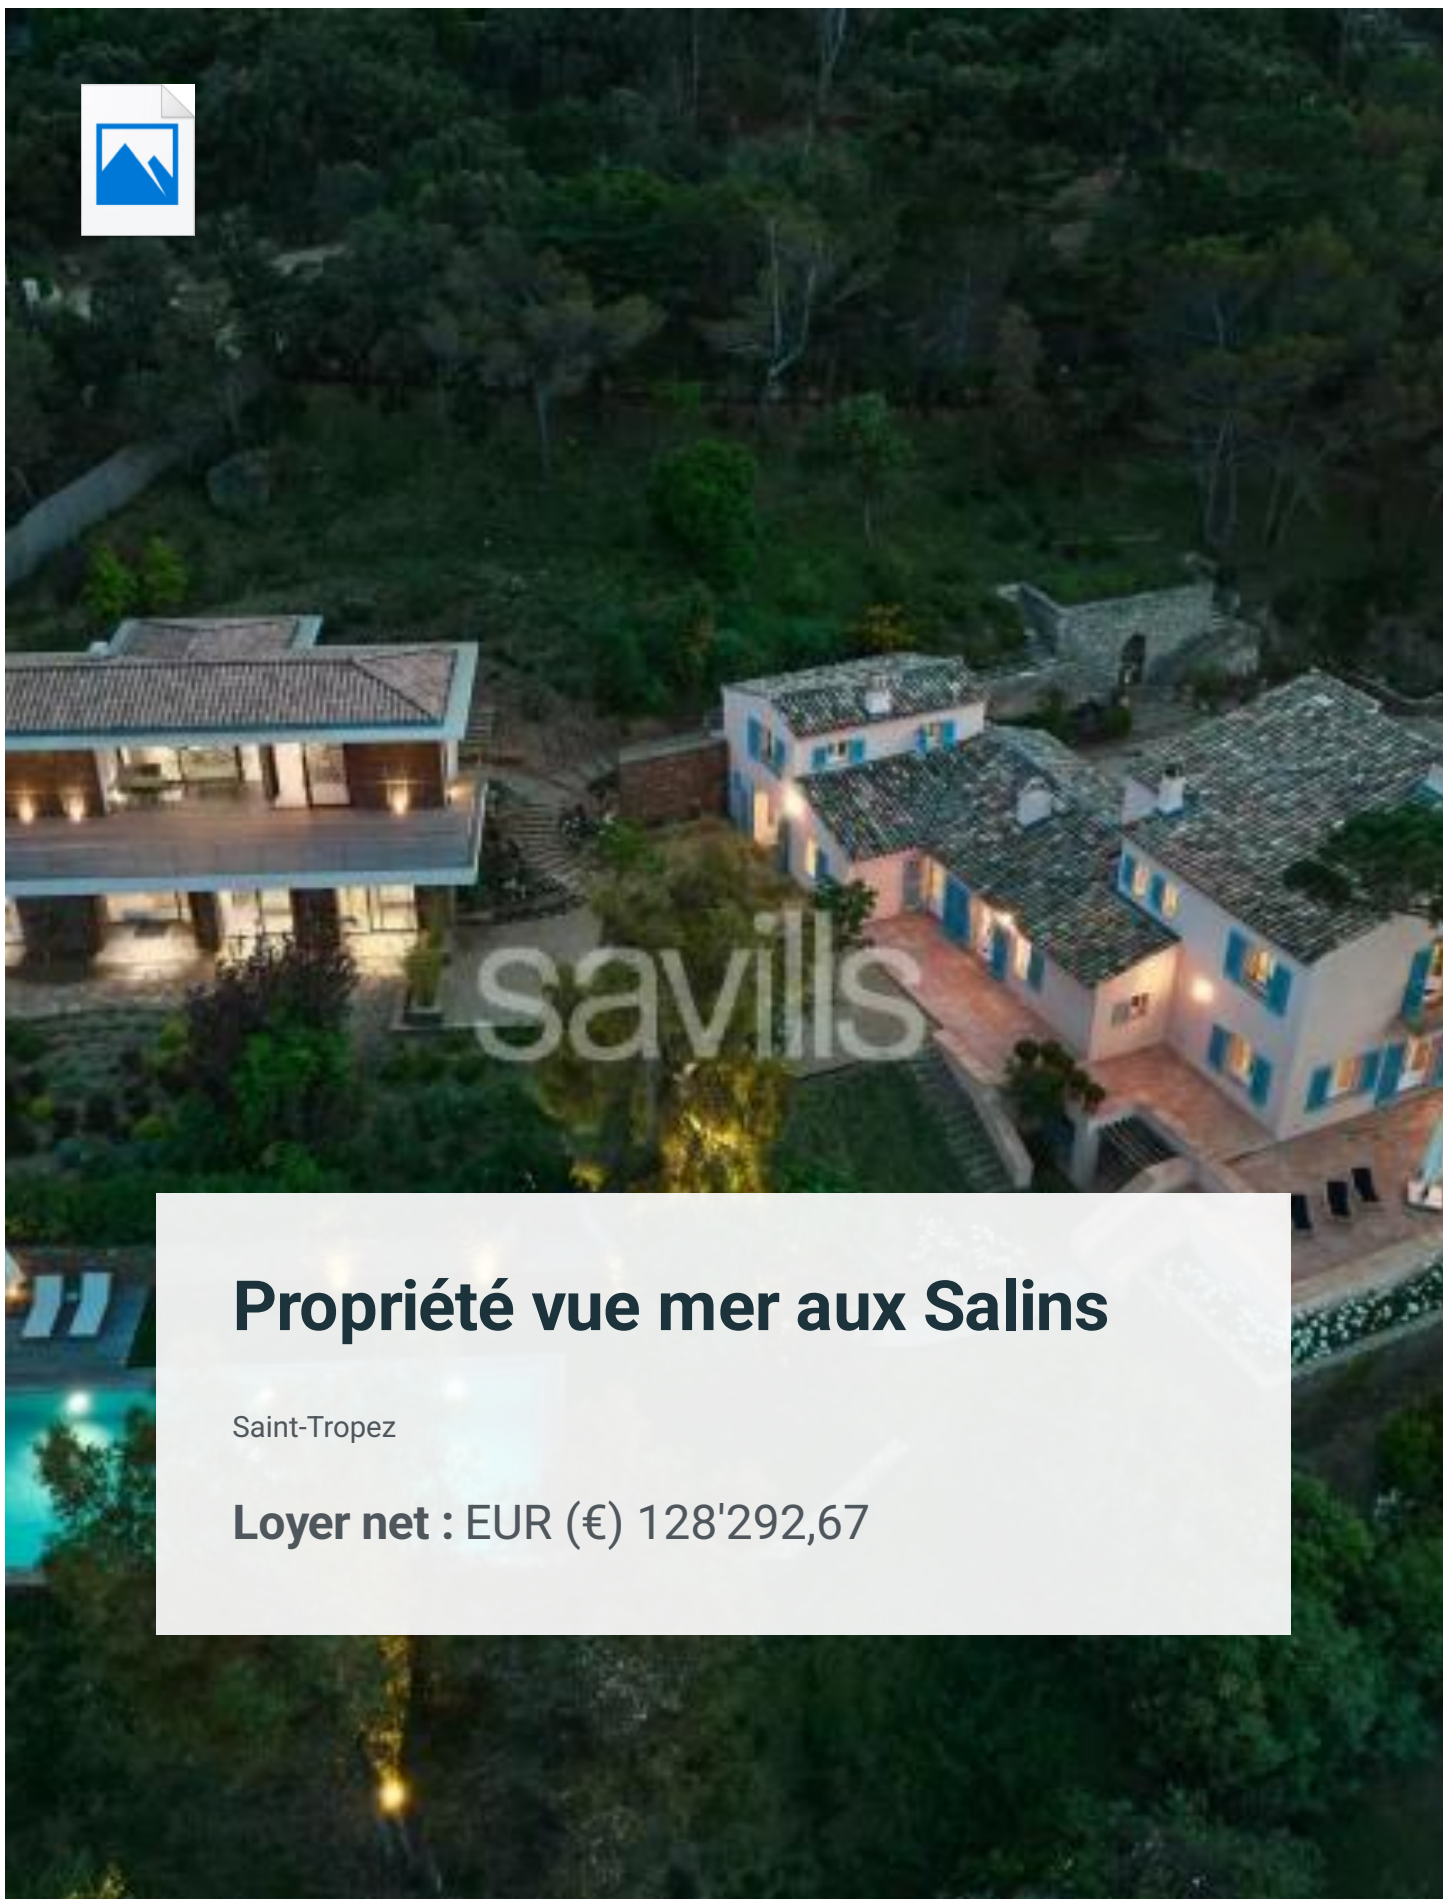 savills
Propriété vue mer aux Salins
Saint-Tropez
Loyer net : EUR (€) 128'292,67